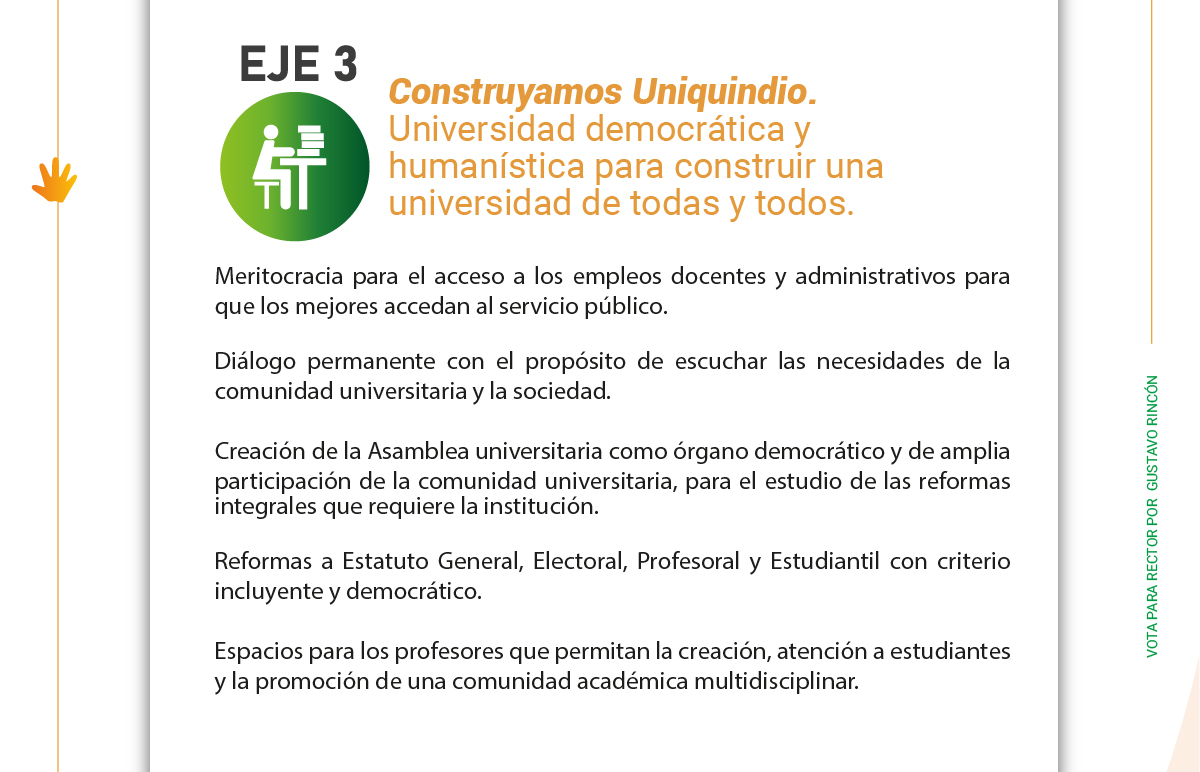 EJE 3
Construyamos Uniquindio.
Universidad democrática y
humanística para construir una
universidad de todas y todos.
Meritocracia para el acceso a los empleos docentes y administrativos para
que los mejores accedan al servicio público.
Diálogo permanente con el propósito de escuchar las necesidades de la
comunidad universitaria y la sociedad.
Creación de la Asamblea universitaria como órgano democrático y de amplia
participación de la comunidad universitaria, para el estudio de las reformas
integrales que requiere la institución.
Reformas a Estatuto General, Electoral, Profesoral y Estudiantil con criterio
incluyente y democrático.
Espacios para los profesores que permitan la creación, atención a estudiantes
y la promoción de una comunidad académica multidisciplinar.
VOTA PARA RECTOR POR GUSTAVO RINCÓN